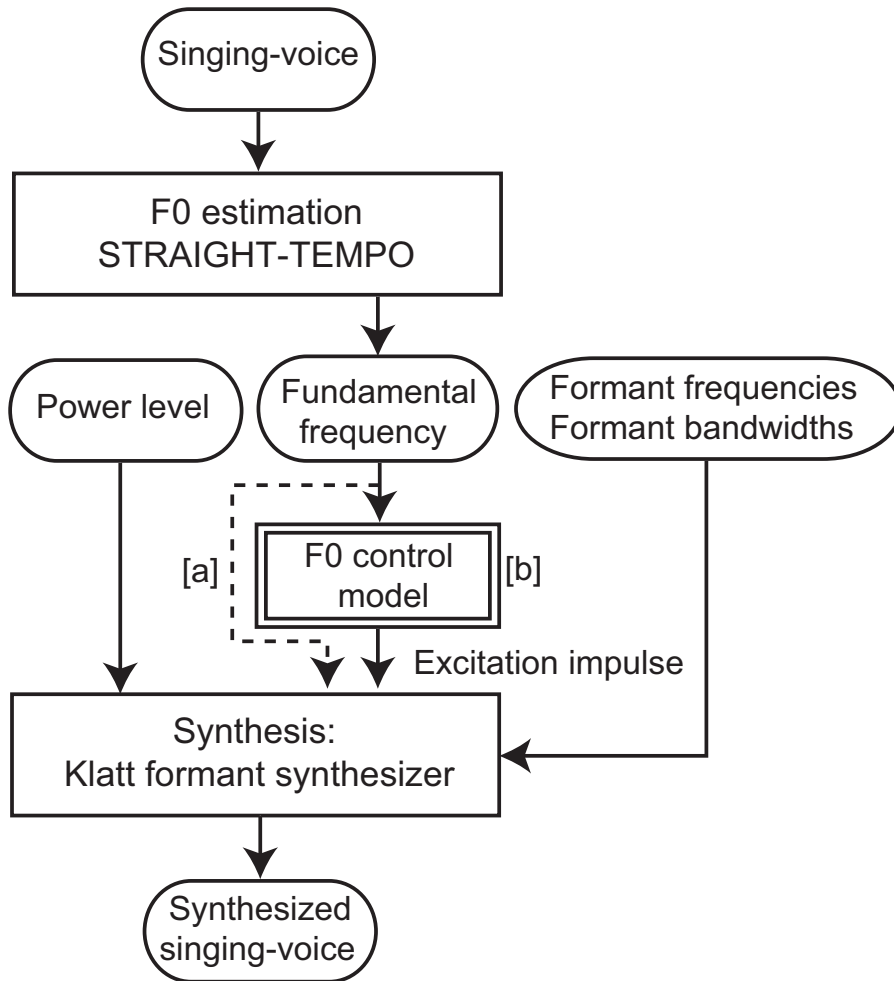 Singing-voice
F0 estimation
STRAIGHT-TEMPO
Power level
Fundamental
frequency
Formant frequencies
Formant bandwidths
[a]
F0 control
model
[b]
Excitation impulse
Synthesis:
Klatt formant synthesizer
Synthesized
singing-voice